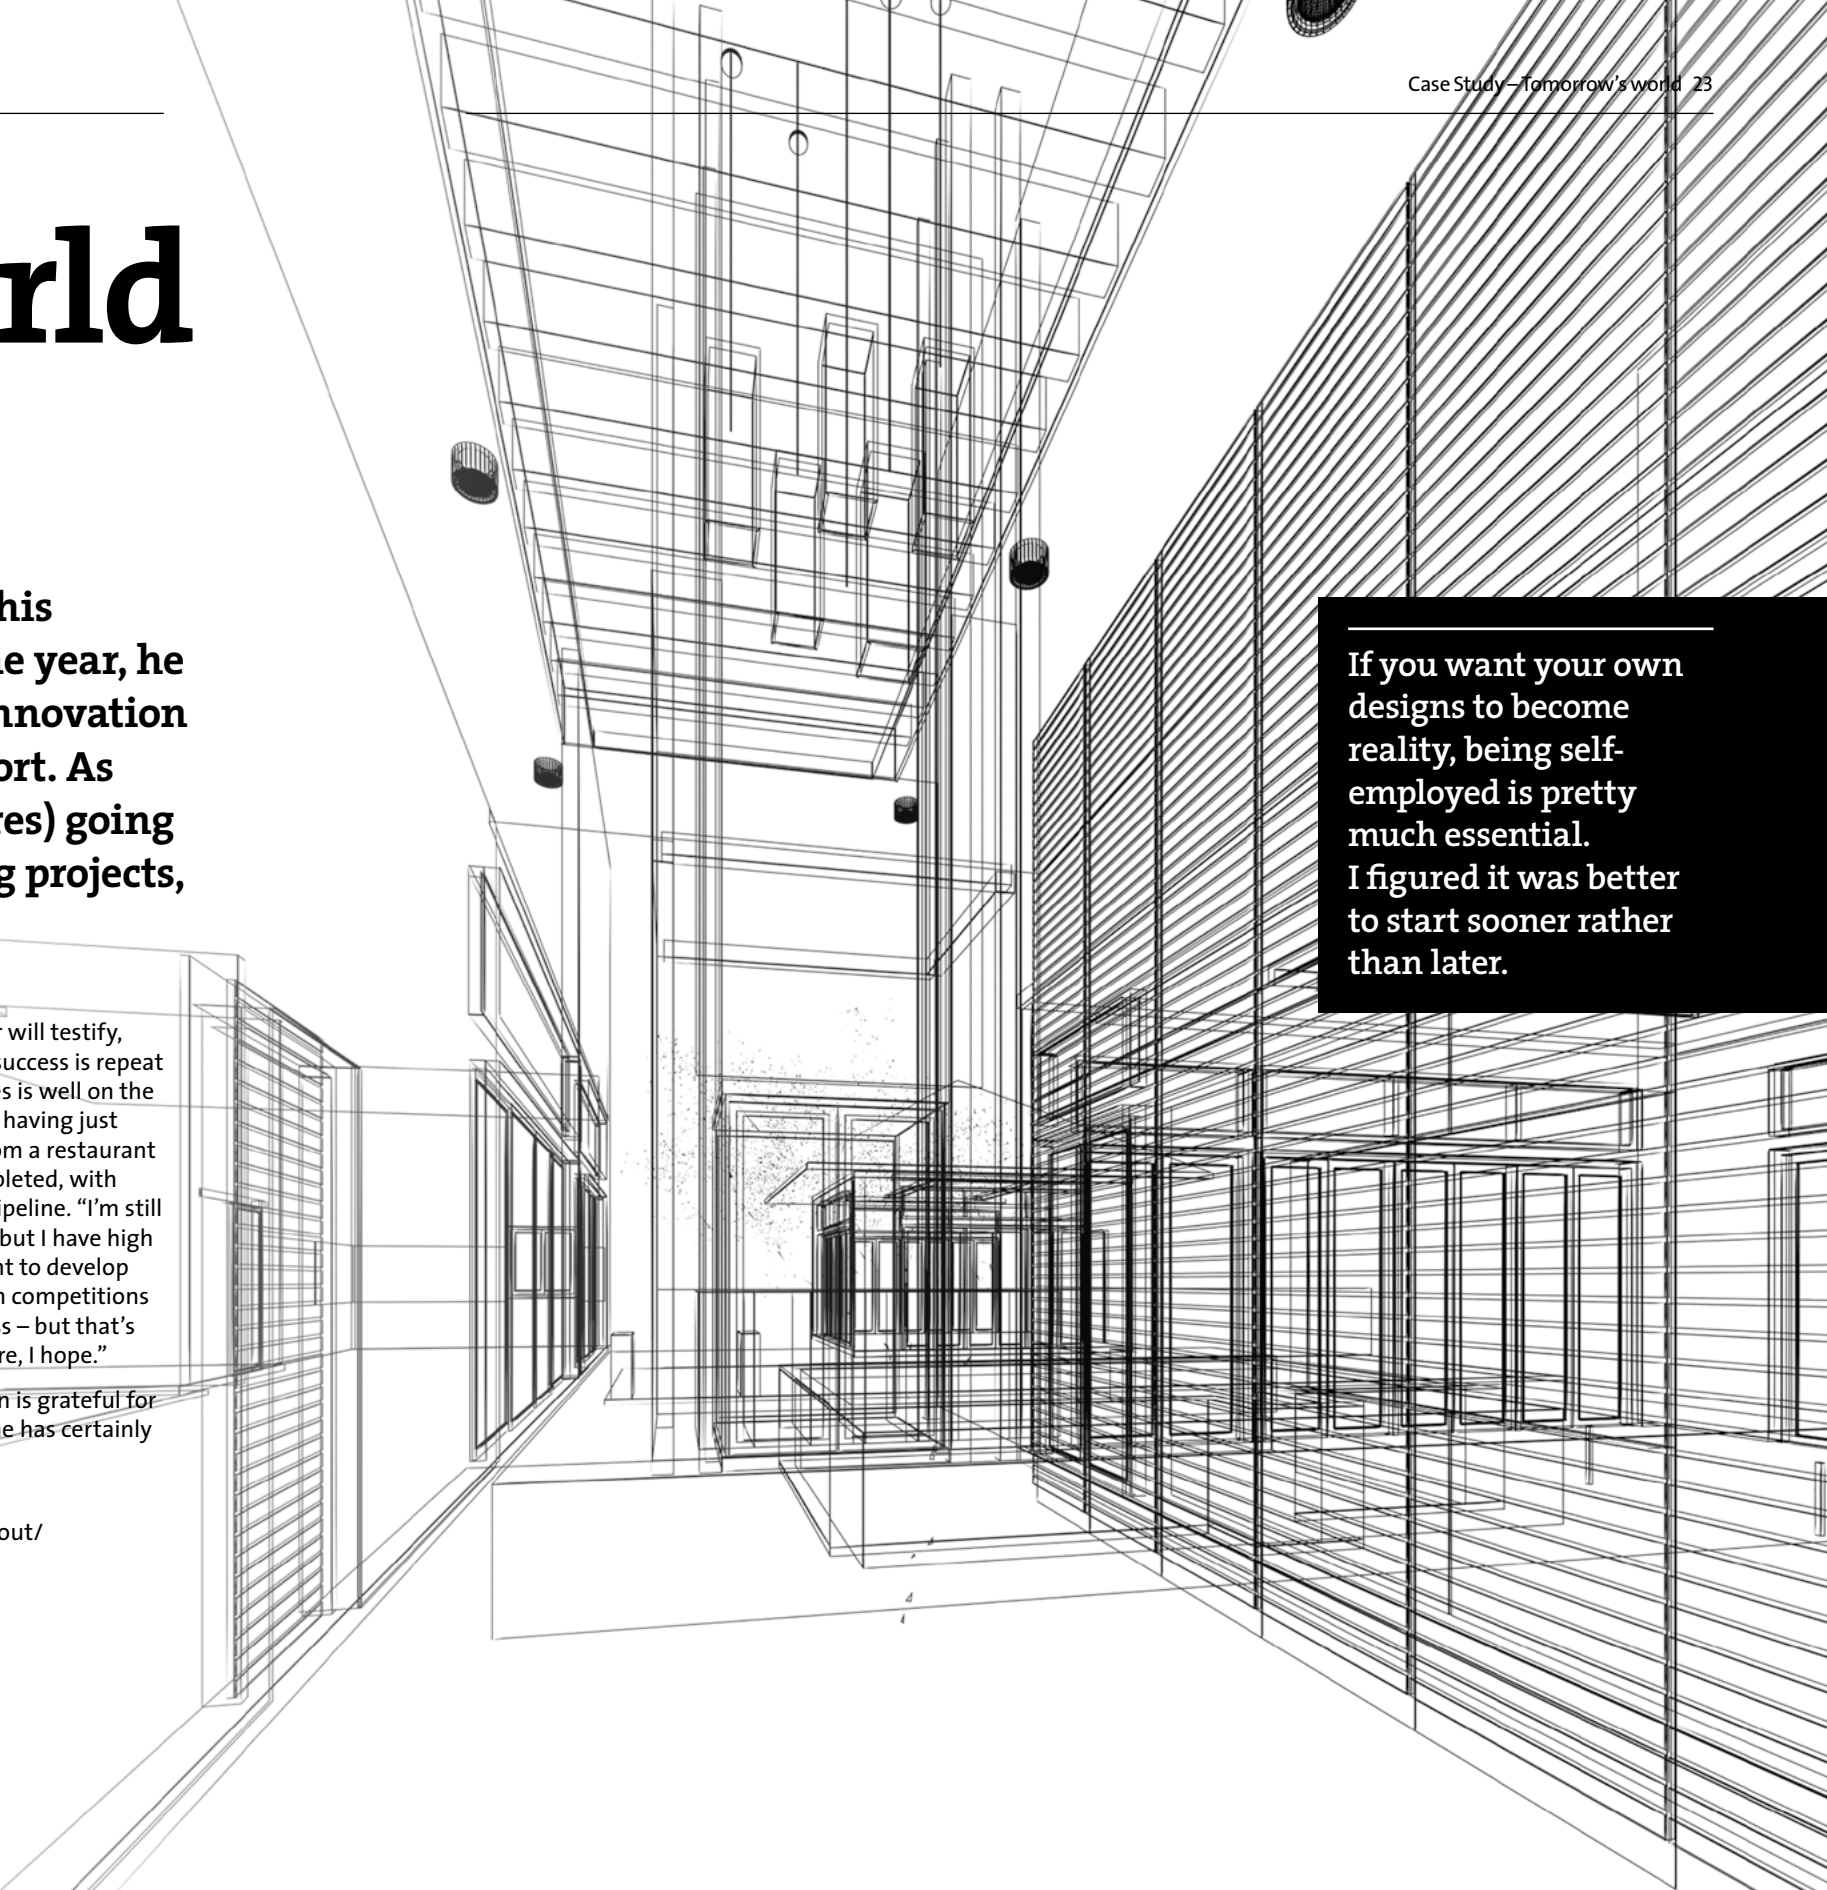 Case Study – Tomorrow's world 23
rld
his
e year, he
nnovation
ort. As
res) going
g projects,
If you want your own
designs to become
reality, being self-
employed is pretty
much essential.
I figured it was better
to start sooner rather
than later.
r will testify,
success is repeat
es is well on the
having just
om a restaurant
pleted, with
ipeline. “I’m still
but I have high
nt to develop
n competitions
ss – but that’s
re, I hope.”
n is grateful for
e has certainly
out/